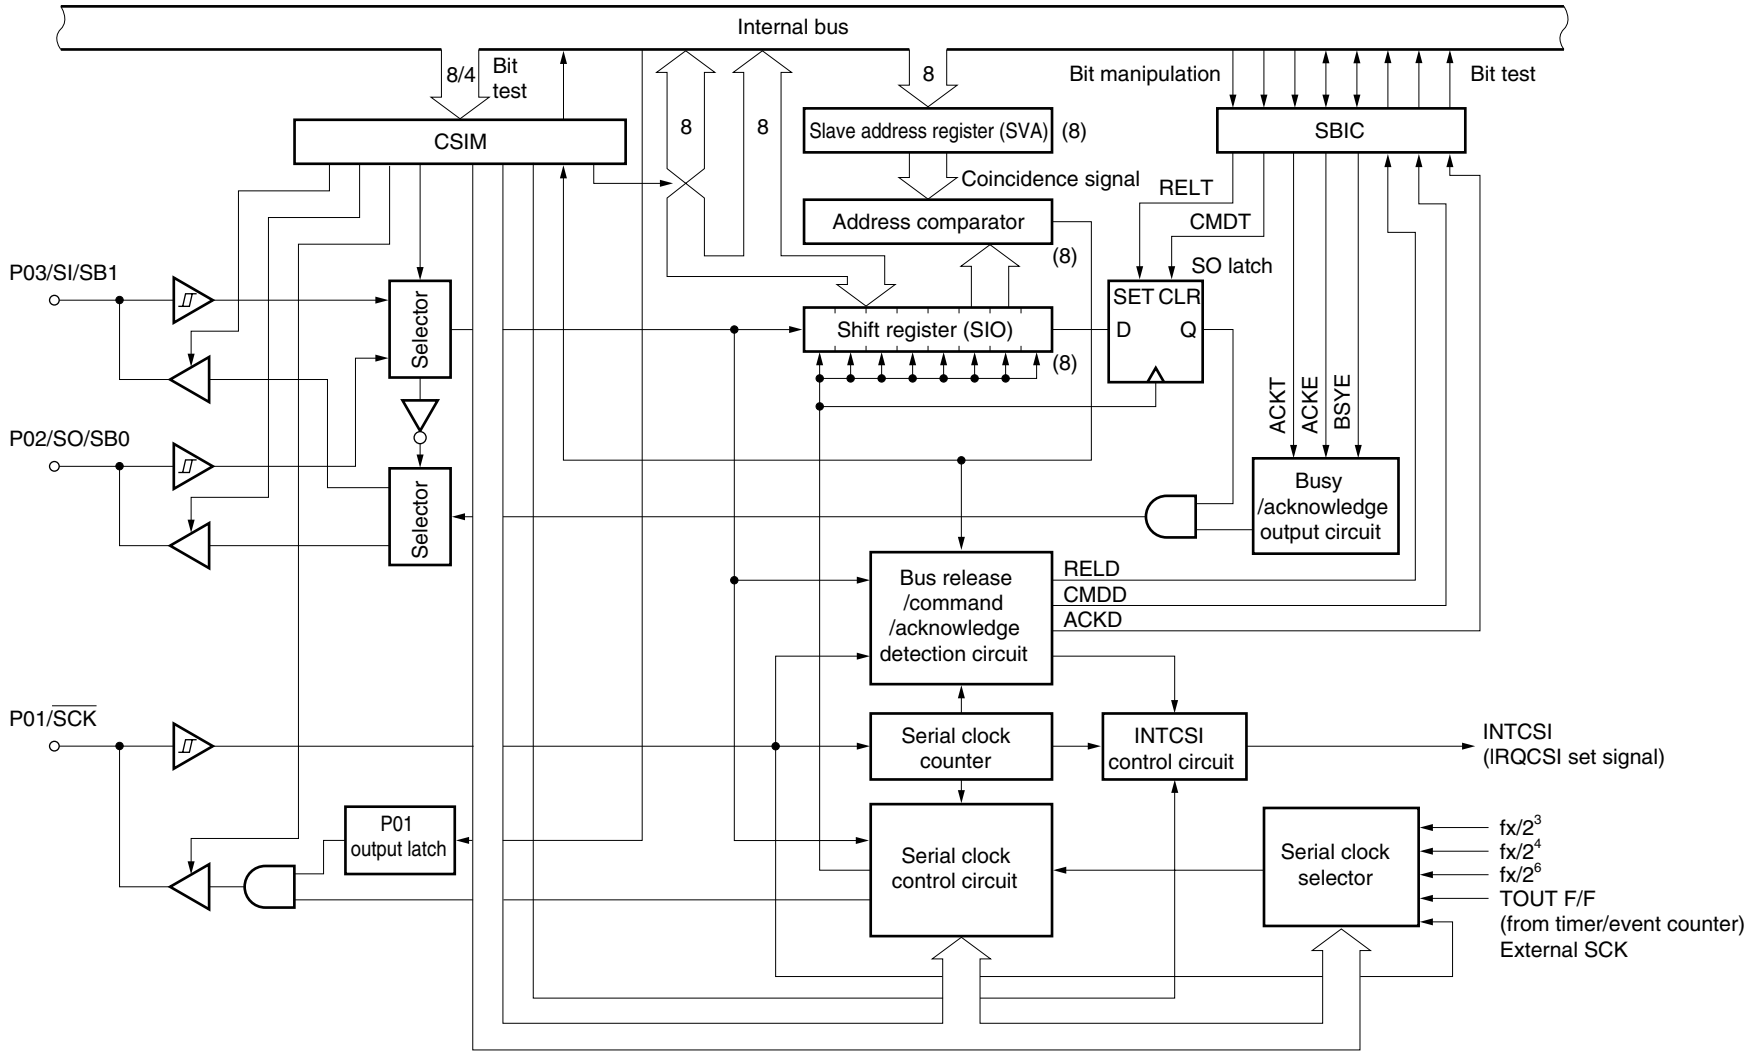 Internal bus
8/4
Bit
test
8
8
8
Bit manipulation
Bit test
CSIM
Slave address register (SVA)
(8)
SBIC
Coincidence signal
RELT
CMDT
Address comparator
(8)
SO latch
P03/SI/SB1
Selector
SET CLR
D
Q
Shift register (SIO)
(8)
ACKT
ACKE
BSYE
P02/SO/SB0
Selector
Busy
/acknowledge
output circuit
Bus release
/command
/acknowledge
detection circuit
RELD
CMDD
ACKD
P01/SCK
Serial clock
counter
INTCSI
control circuit
INTCSI
(IRQCSI set signal)
P01
output latch
Serial clock
control circuit
Serial clock
selector
fx/2³
fx/2⁴
fx/2⁶
TOUT F/F
(from timer/event counter)
External SCK